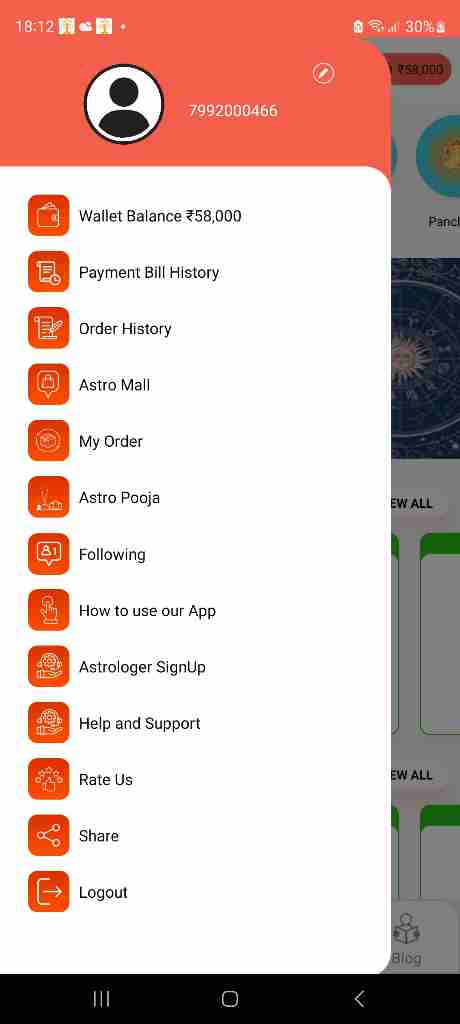 18:12
30%
7992000466
₹58,000
Wallet Balance ₹58,000
Payment Bill History
Order History
Astro Mall
My Order
Astro Pooja
Following
How to use our App
Astrologer SignUp
Help and Support
Rate Us
Share
Logout
Pancl
EW ALL
EW ALL
Blog